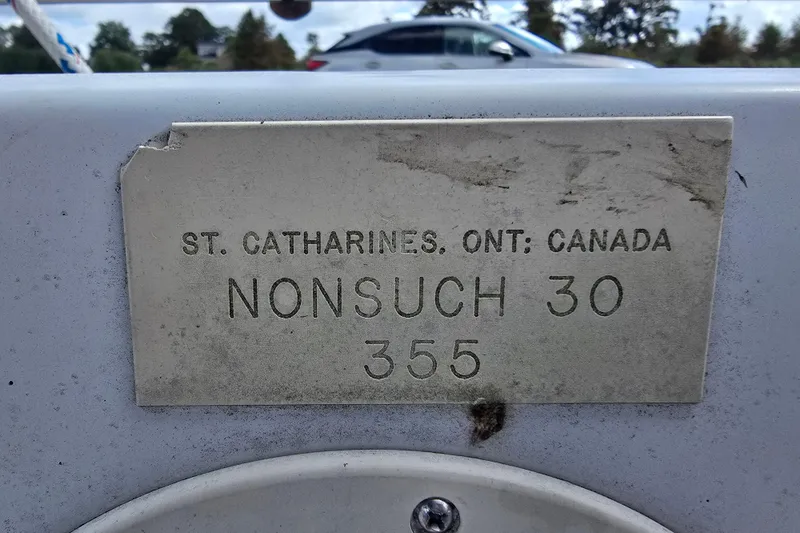 ST. CATHARINES, ONT; CANADA
NONSUCH 30
355